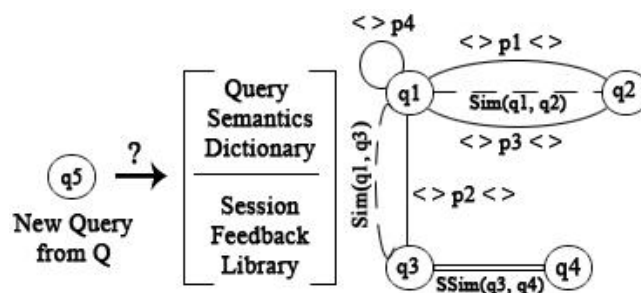 < > p4
< > p1 < >
q1
q2
Sim(q1, q2)
< > p3 < >
Sim(q1, q3)
< > p2 < >
q3
q4
SSim(q3, q4)
q5
?
New Query
from Q
Query
Semantics
Dictionary
Session
Feedback
Library